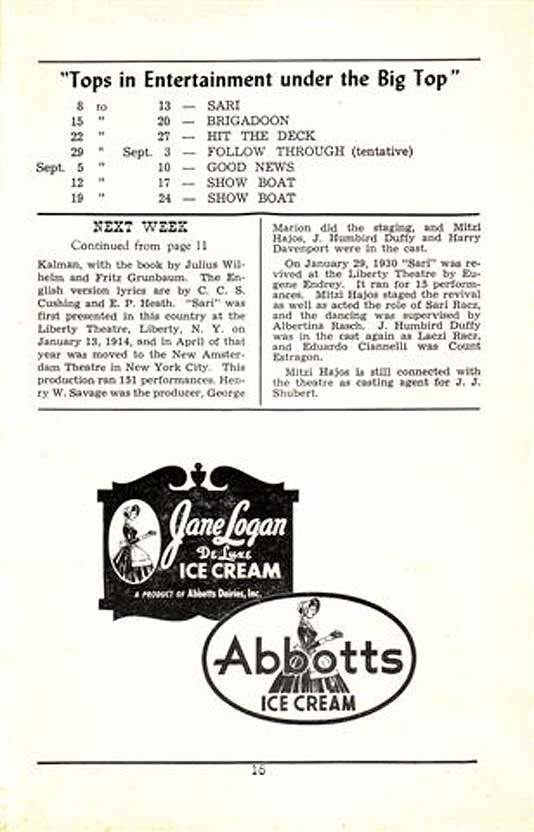 "Tops in Entertainment under the Big Top"
8 to 13 — SARI
15 " 20 — BRIGADOON
22 " 27 — HIT THE DECK
29 " Sept. 3 — FOLLOW THROUGH (tentative)
Sept. 5 " 10 — GOOD NEWS
12 " 17 — SHOW BOAT
19 " 24 — SHOW BOAT
NEXT WEEK
Continued from page 11
Kalman, with the book by Julius Wil-
helm and Fritz Grunbaum. The En-
glish version lyrics are by C. C. S.
Cushing and E. P. Heath. "Sari" was
first presented in this country at the
Liberty Theatre, Liberty, N. Y. on
January 13, 1914, and in April of that
year was moved to the New Amster-
dam Theatre in New York City. This
production ran 151 performances. Hen-
ry W. Savage was the producer, George
Marion did the staging, and Mitzi
Hajos, J. Humbird Duffy and Harry
Davenport were in the cast.
On January 29, 1930 "Sari" was re-
vived at the Liberty Theatre by Eu-
gene Endrey. It ran for 15 perform-
ances. Mitzi Hajos staged the revival
as well as acted the role of Sari Racz,
and the dancing was supervised by
Albertina Rasch. J. Humbird Duffy
was in the cast again as Laczi Racz,
and Eduardo Ciannelli was Count
Estragon.
Mitzi Hajos is still connected with
the theatre as casting agent for J. J.
Shubert.
Jane Logan
De Luxe
ICE CREAM
A PRODUCT OF Abbotts Dairies, Inc.
Abbotts
ICE CREAM
16